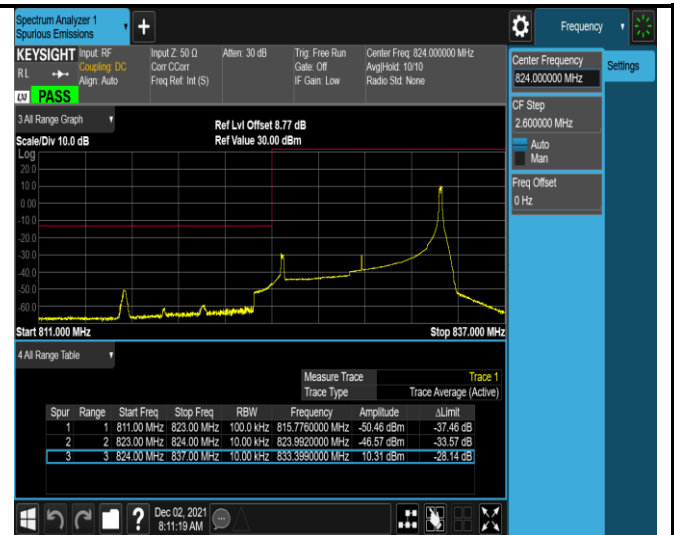 Spectrum Analyzer 1
Spurious Emissions
+
Frequency
KEYSIGHT
R L
LXI PASS
Input: RF
Coupling: DC
Align: Auto
Input Z: 50 Ω
Corr CCorr
Freq Ref: Int (S)
Atten: 30 dB
Trig: Free Run
Gate: Off
IF Gain: Low
Center Freq: 824.000000 MHz
Avg|Hold: 10/10
Radio Std: None
Center Frequency
824.000000 MHz
Settings
CF Step
2.600000 MHz
Auto
Man
Freq Offset
0 Hz
3 All Range Graph
Scale/Div 10.0 dB
Ref Lvl Offset 8.77 dB
Ref Value 30.00 dBm
Log
20.0
10.0
0.00
-10.0
-20.0
-30.0
-40.0
-50.0
-60.0
Start 811.000 MHz
Stop 837.000 MHz
4 All Range Table
Measure Trace Trace 1
Trace Type Trace Average (Active)
Spur Range Start Freq Stop Freq RBW Frequency Amplitude ΔLimit
1 1 811.00 MHz 823.00 MHz 100.0 kHz 815.7760000 MHz -50.46 dBm -37.46 dB
2 2 823.00 MHz 824.00 MHz 10.00 kHz 823.9920000 MHz -46.57 dBm -33.57 dB
3 3 824.00 MHz 837.00 MHz 10.00 kHz 833.3990000 MHz 10.31 dBm -28.14 dB
?
Dec 02, 2021
8:11:19 AM